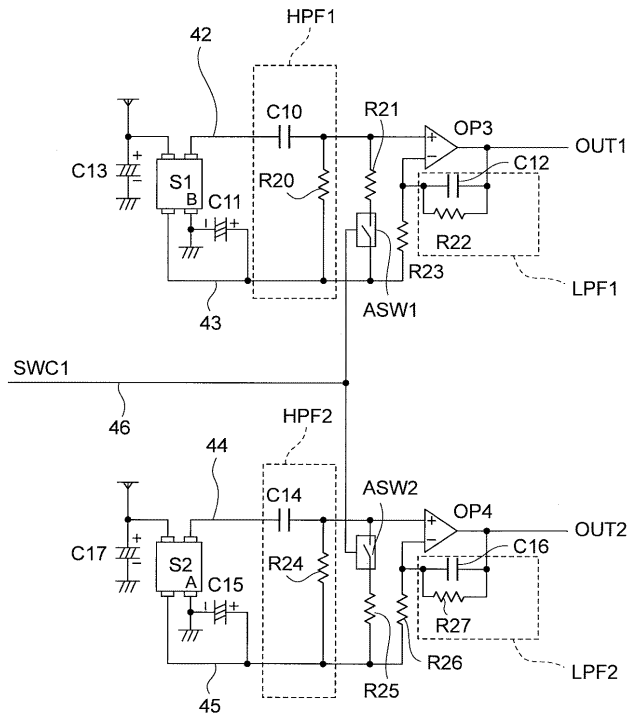 HPF1
42
C10
R21
OP3
OUT1
C13
+
−
S1
B
C11
− +
R20
+
−
C12
R22
R23
ASW1
LPF1
43
SWC1
46
HPF2
44
C14
ASW2
OP4
OUT2
C17
+
−
S2
A
C15
− +
R24
+
−
C16
R27
R25
R26
LPF2
45